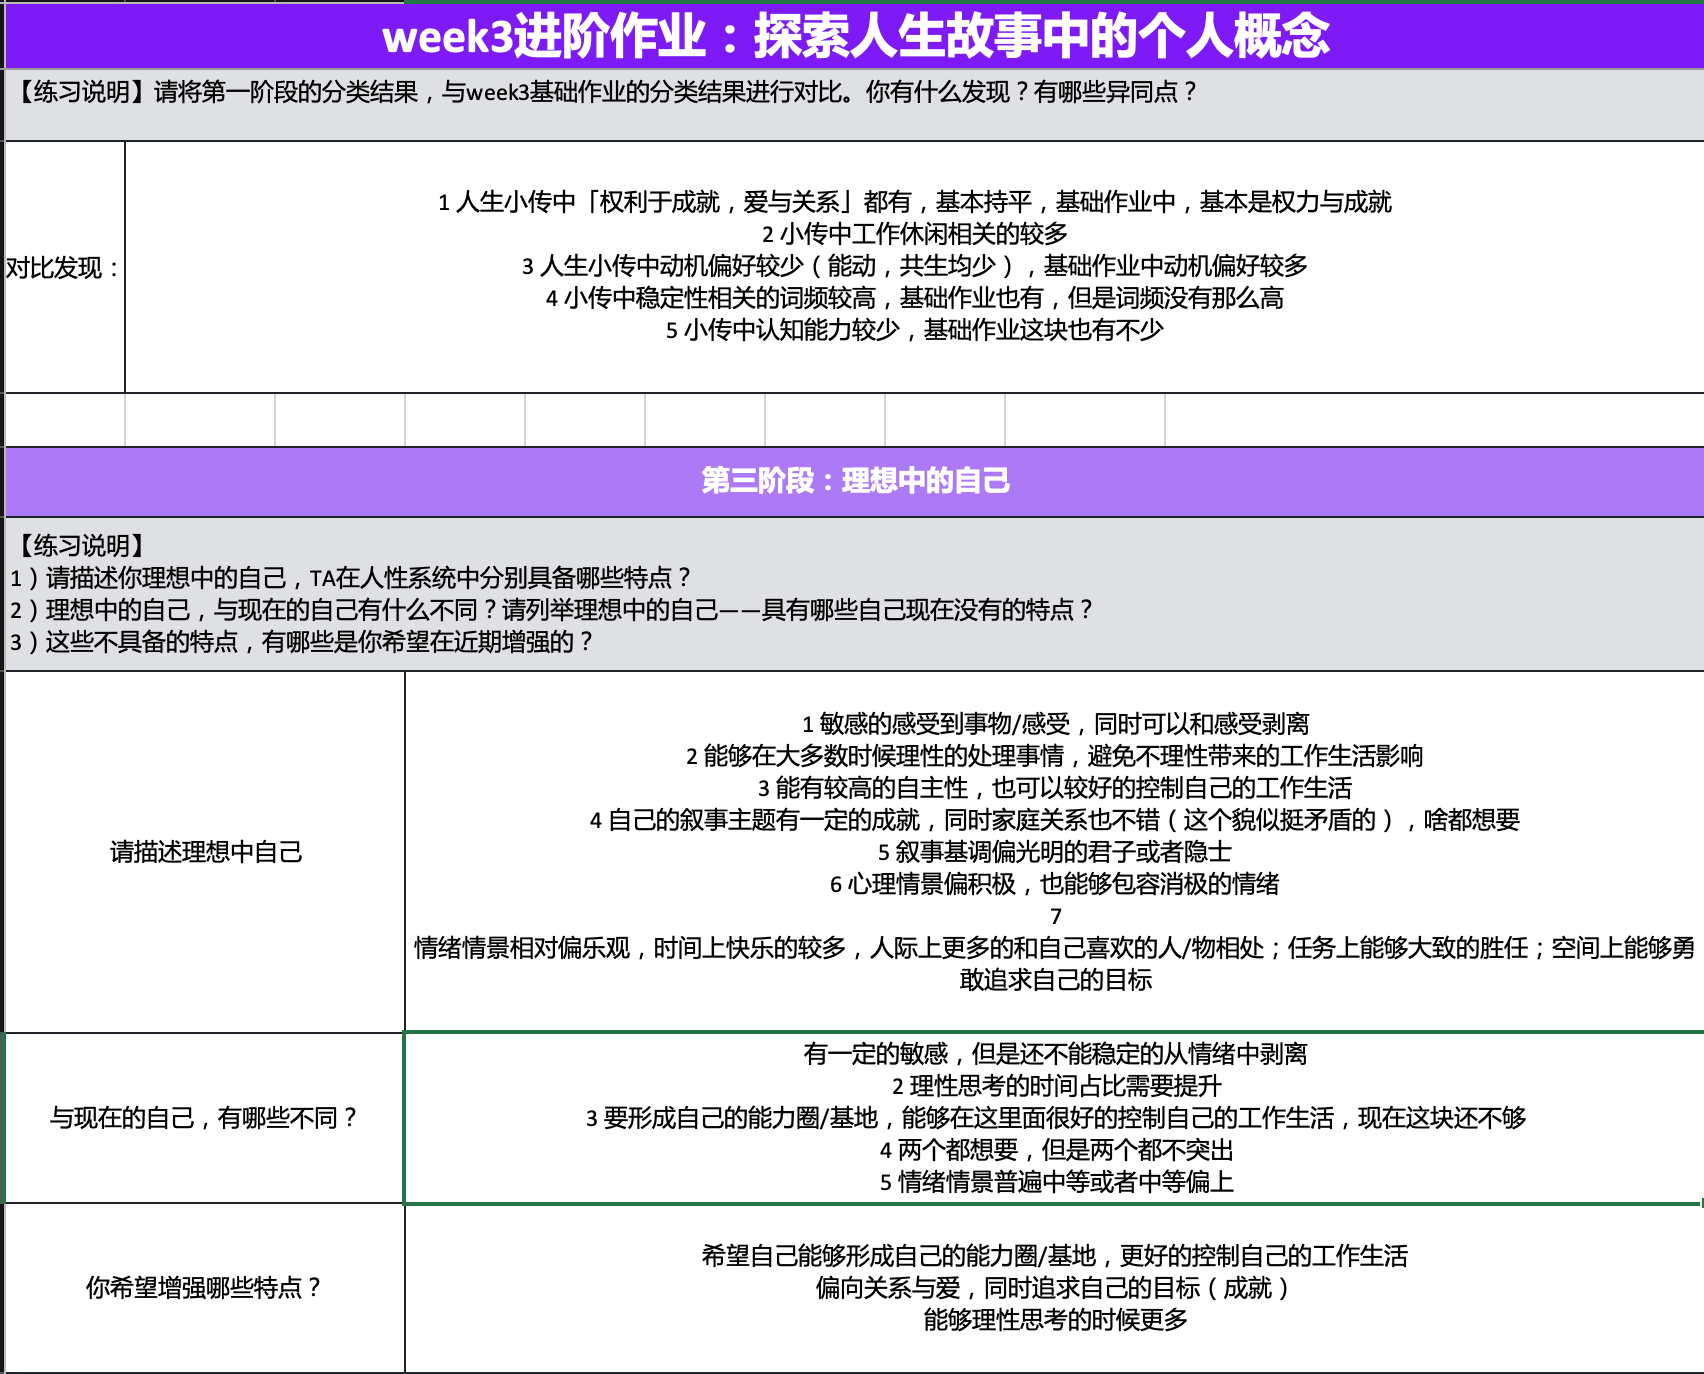 week3进阶作业：探索人生故事中的个人概念
【练习说明】请将第一阶段的分类结果，与week3基础作业的分类结果进行对比。你有什么发现？有哪些异同点？
对比发现：
1 人生小传中「权利于成就，爱与关系」都有，基本持平，基础作业中，基本是权力与成就
2 小传中工作休闲相关的较多
3 人生小传中动机偏好较少（能动，共生均少），基础作业中动机偏好较多
4 小传中稳定性相关的词频较高，基础作业也有，但是词频没有那么高
5 小传中认知能力较少，基础作业这块也有不少
第三阶段：理想中的自己
【练习说明】
1）请描述你理想中的自己，TA在人性系统中分别具备哪些特点？
2）理想中的自己，与现在的自己有什么不同？请列举理想中的自己——具有哪些自己现在没有的特点？
3）这些不具备的特点，有哪些是你希望在近期增强的？
请描述理想中自己
1 敏感的感受到事物/感受，同时可以和感受剥离
2 能够在大多数时候理性的处理事情，避免不理性带来的工作生活影响
3 能有较高的自主性，也可以较好的控制自己的工作生活
4 自己的叙事主题有一定的成就，同时家庭关系也不错（这个貌似挺矛盾的），啥都想要
5 叙事基调偏光明的君子或者隐士
6 心理情景偏积极，也能够包容消极的情绪
7
情绪情景相对偏乐观，时间上快乐的较多，人际上更多的和自己喜欢的人/物相处；任务上能够大致的胜任；空间上能够勇
敢追求自己的目标
与现在的自己，有哪些不同？
有一定的敏感，但是还不能稳定的从情绪中剥离
2 理性思考的时间占比需要提升
3 要形成自己的能力圈/基地，能够在这里面很好的控制自己的工作生活，现在这块还不够
4 两个都想要，但是两个都不突出
5 情绪情景普遍中等或者中等偏上
你希望增强哪些特点？
希望自己能够形成自己的能力圈/基地，更好的控制自己的工作生活
偏向关系与爱，同时追求自己的目标（成就）
能够理性思考的时候更多